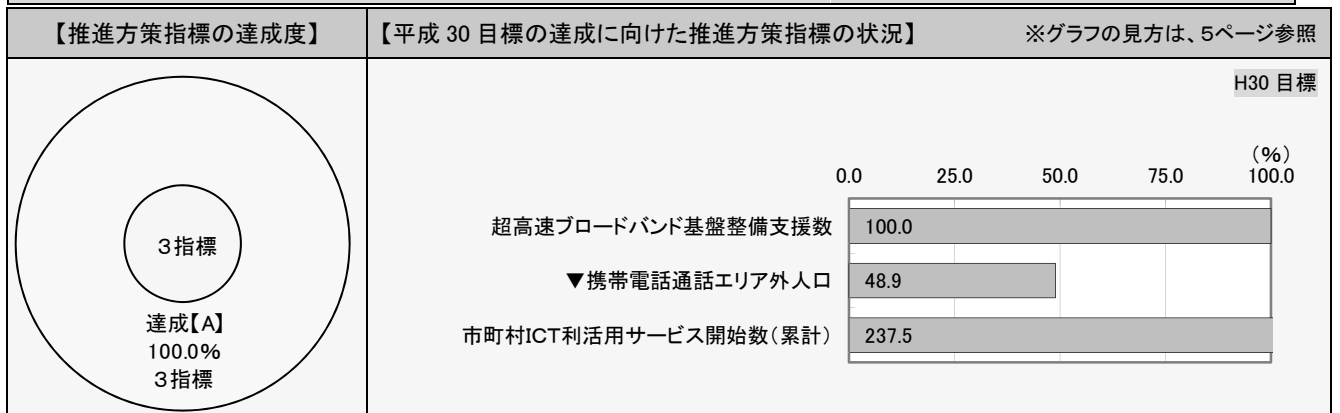 【推進方策指標の達成度】
【平成 30 目標の達成に向けた推進方策指標の状況】 ※グラフの見方は、5ページ参照
3指標
達成【A】
100.0%
3指標
H30 目標
(%)
0.0 25.0 50.0 75.0 100.0
超高速ブロードバンド基盤整備支援数 100.0
▼携帯電話通話エリア外人口 48.9
市町村ICT利活用サービス開始数(累計) 237.5